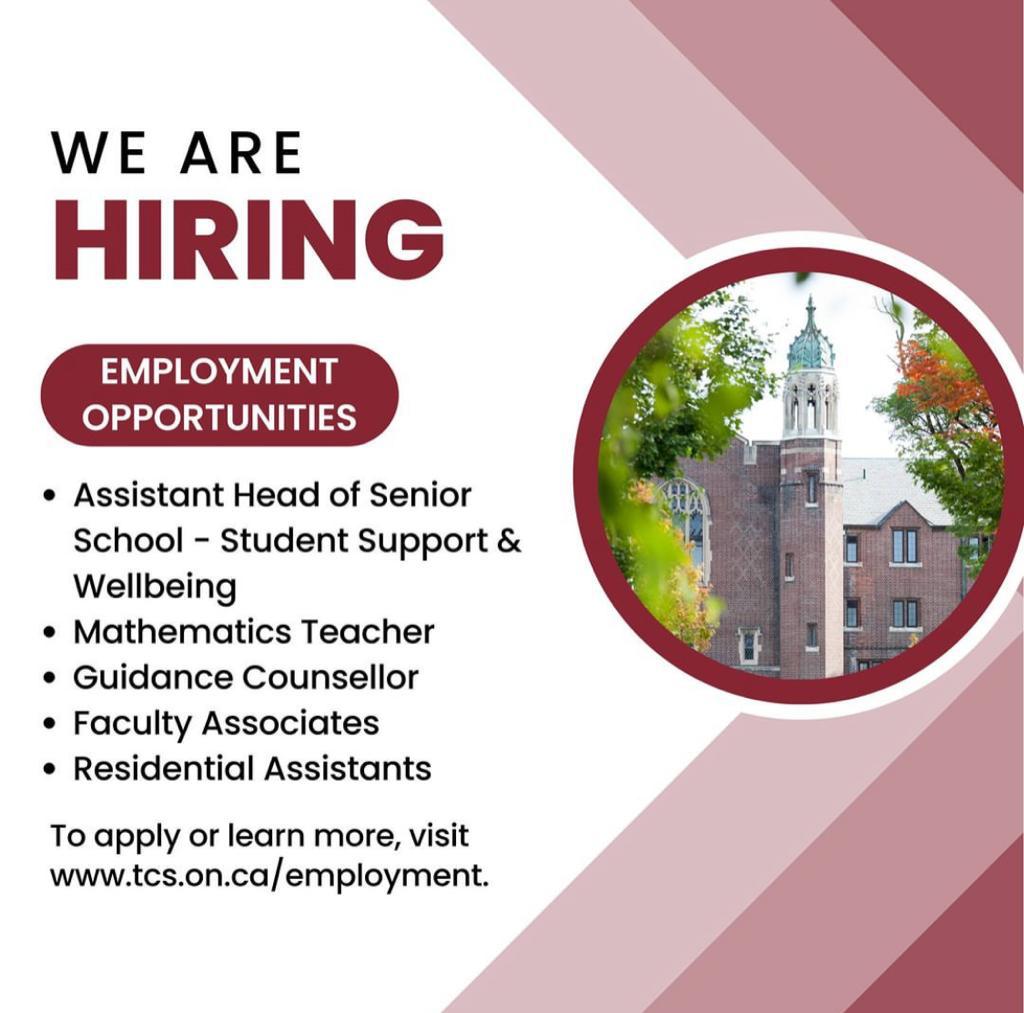 WE ARE
HIRING
EMPLOYMENT
OPPORTUNITIES
• Assistant Head of Senior
School - Student Support &
Wellbeing
• Mathematics Teacher
• Guidance Counsellor
• Faculty Associates
• Residential Assistants
To apply or learn more, visit
www.tcs.on.ca/employment.